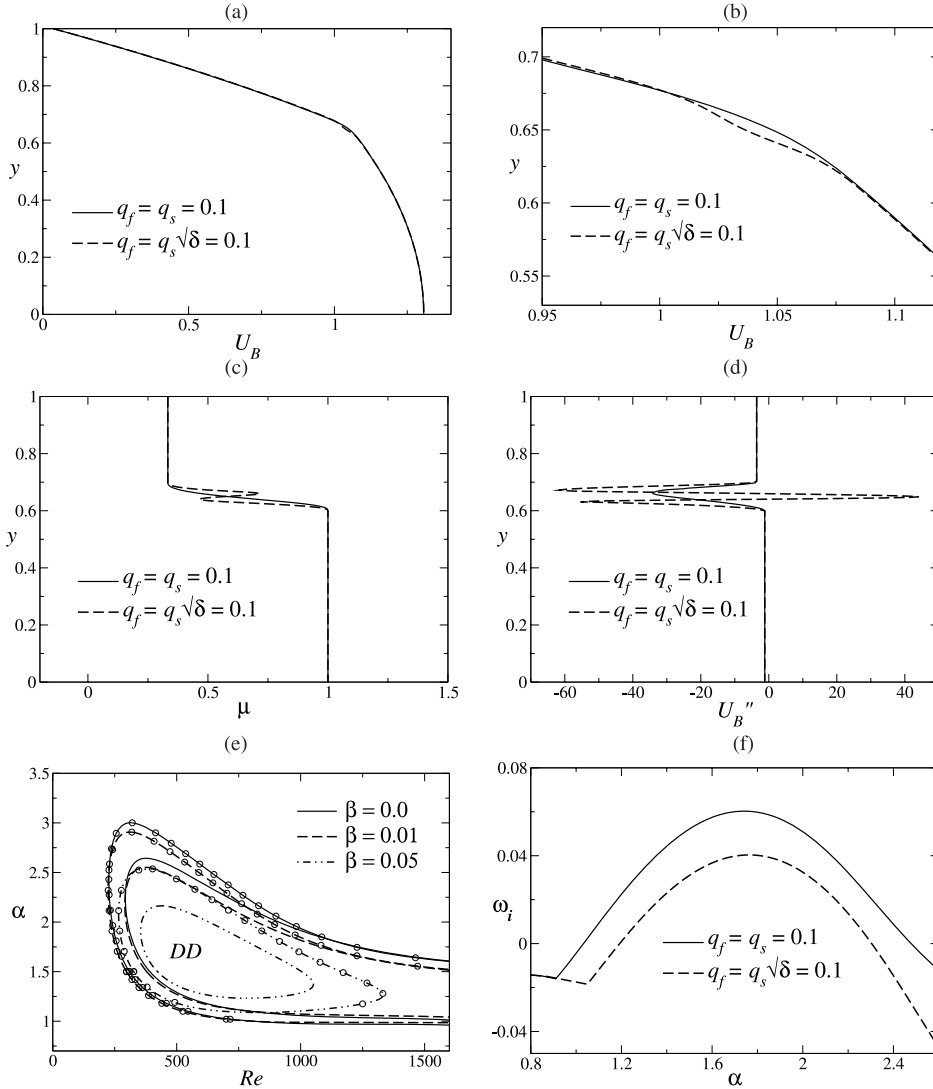 (a)
1
0.8
0.6
y
0.4
0.2
0
q_f = q_s = 0.1
q_f = q_s√δ = 0.1
0
0.5
1
U_B
(b)
0.7
0.65
y
0.6
0.55
q_f = q_s = 0.1
q_f = q_s√δ = 0.1
0.95
1
1.05
1.1
U_B
(c)
1
0.8
0.6
y
0.4
0.2
0
q_f = q_s = 0.1
q_f = q_s√δ = 0.1
0
0.5
1
1.5
μ
(d)
1
0.8
0.6
y
0.4
0.2
0
q_f = q_s = 0.1
q_f = q_s√δ = 0.1
-60
-40
-20
0
20
40
U_B″
(e)
3.5
3
2.5
α
2
1.5
1
β = 0.0
β = 0.01
β = 0.05
DD
0
500
1000
1500
Re
(f)
0.08
0.04
ω_i
0
-0.04
q_f = q_s = 0.1
q_f = q_s√δ = 0.1
0.8
1.2
1.6
2
2.4
α